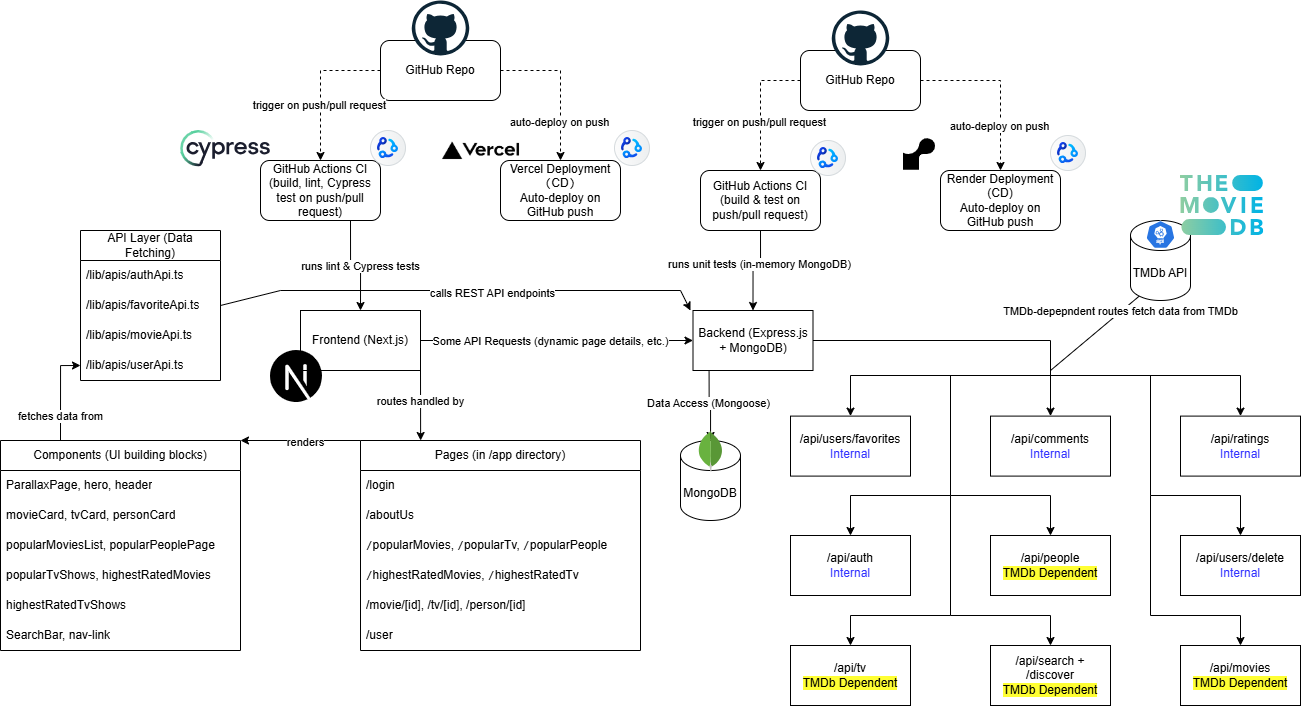 GitHub Repo
trigger on push/pull request
auto-deploy on push
cypress
GitHub Actions CI
(build, lint, Cypress
test on push/pull
request)
Vercel
Vercel Deployment
(CD)
Auto-deploy on
GitHub push
GitHub Repo
trigger on push/pull request
auto-deploy on push
GitHub Actions CI
(build & test on
push/pull request)
Render Deployment
(CD)
Auto-deploy on
GitHub push
THE
MOVIE
DB
api
TMDb API
TMDb-depepndent routes fetch data from TMDb
API Layer (Data
Fetching)
/lib/apis/authApi.ts
/lib/apis/favoriteApi.ts
/lib/apis/movieApi.ts
/lib/apis/userApi.ts
runs lint & Cypress tests
runs unit tests (in-memory MongoDB)
calls REST API endpoints
Frontend (Next.js)
Some API Requests (dynamic page details, etc.)
Backend (Express.js
+ MongoDB)
fetches data from
routes handled by
Data Access (Mongoose)
MongoDB
renders
Components (UI building blocks)
ParallaxPage, hero, header
movieCard, tvCard, personCard
popularMoviesList, popularPeoplePage
popularTvShows, highestRatedMovies
highestRatedTvShows
SearchBar, nav-link
Pages (in /app directory)
/login
/aboutUs
/popularMovies, /popularTv, /popularPeople
/highestRatedMovies, /highestRatedTv
/movie/[id], /tv/[id], /person/[id]
/user
/api/users/favorites
Internal
/api/comments
Internal
/api/ratings
Internal
/api/auth
Internal
/api/people
TMDb Dependent
/api/users/delete
Internal
/api/tv
TMDb Dependent
/api/search +
/discover
TMDb Dependent
/api/movies
TMDb Dependent